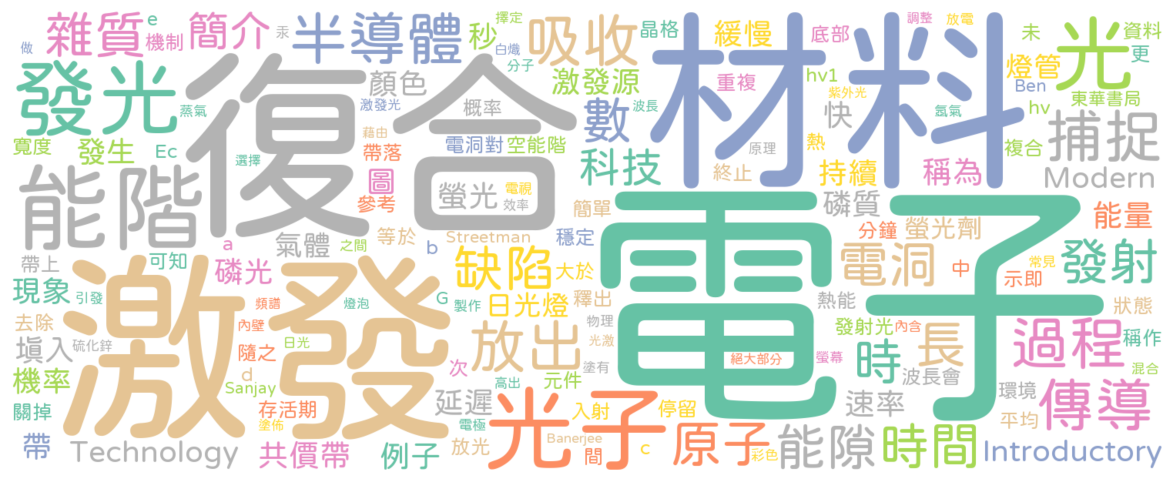 雜質
e
機制
簡介
汞
做
半導體
擇定
秒
放電
白熾
分子
吸收
晶格
緩慢
調整
底部
光
未
資料
更
發光
蒸氣
復合
顏色
激發光
概率
激發源
數
波長
材料
重複
hv1
紫外光
快
氬氣
燈管
Ben
hv
東華書局
寬度
發生
Ec
選擇
藉由
帶落
電洞對
空能階
科技
原理
熱
終止
持續
複合
稱為
捕捉
Modern
能階
圖
參考
螢光
電視
效率
簡單
電子
磷質
分鐘
螢光劑
能量
帶上
可知
a
氣體
之間
等於
b
Streetman
穩定
電洞
中
常見
示即
發射
現象
引發
磷光
頻譜
激發
燈泡
G
製作
缺陷
大於
日光燈
釋出
熱能
發射光
內含
狀態
稱作
去除
硫化鋅
內壁
隨之
日光
填入
d
次
放出
物理
光激
塗有
絕大部分
螢幕
時
長
波長會
過程
混合
機率
Sanjay
高出
元件
環境
關掉
存活期
塗佈
延遲
電極
光子
入射
停留
速率
平均
傳導
帶
Technology
共價帶
例子
放光
Banerjee
間
c
原子
彩色
能隙
時間
Introductory